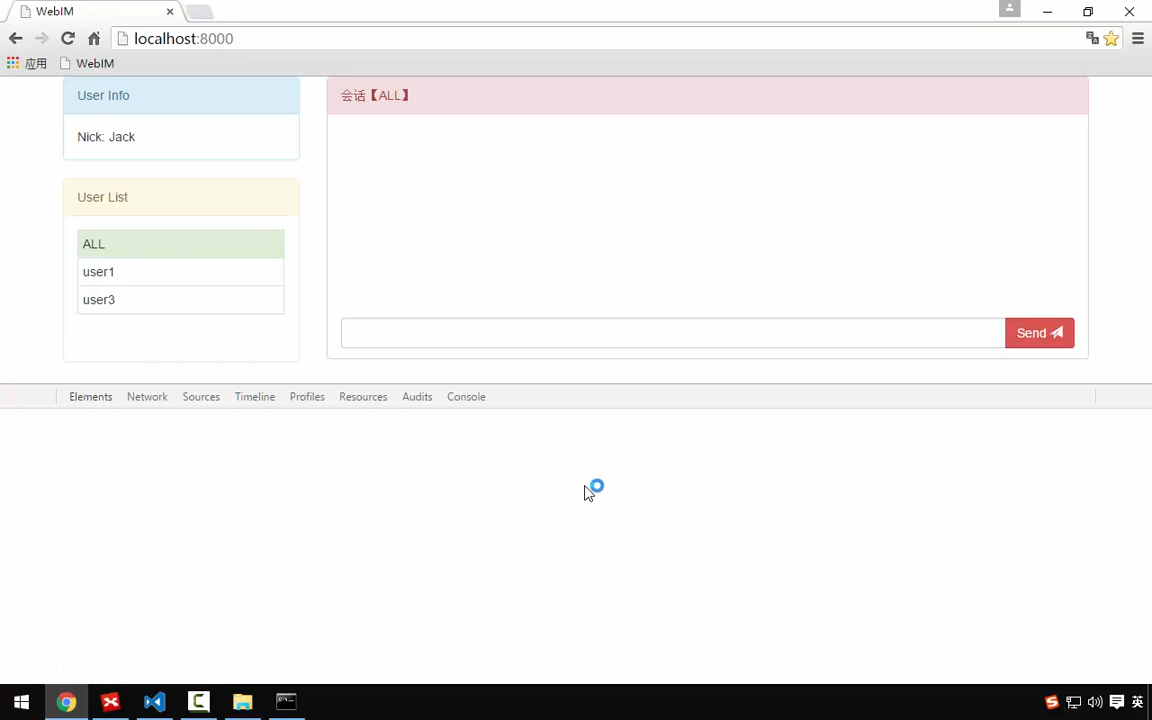 WebIM
localhost:8000
应用 WebIM
User Info
Nick: Jack
User List
ALL
user1
user3
会话【ALL】
Send
Elements Network Sources Timeline Profiles Resources Audits Console
英